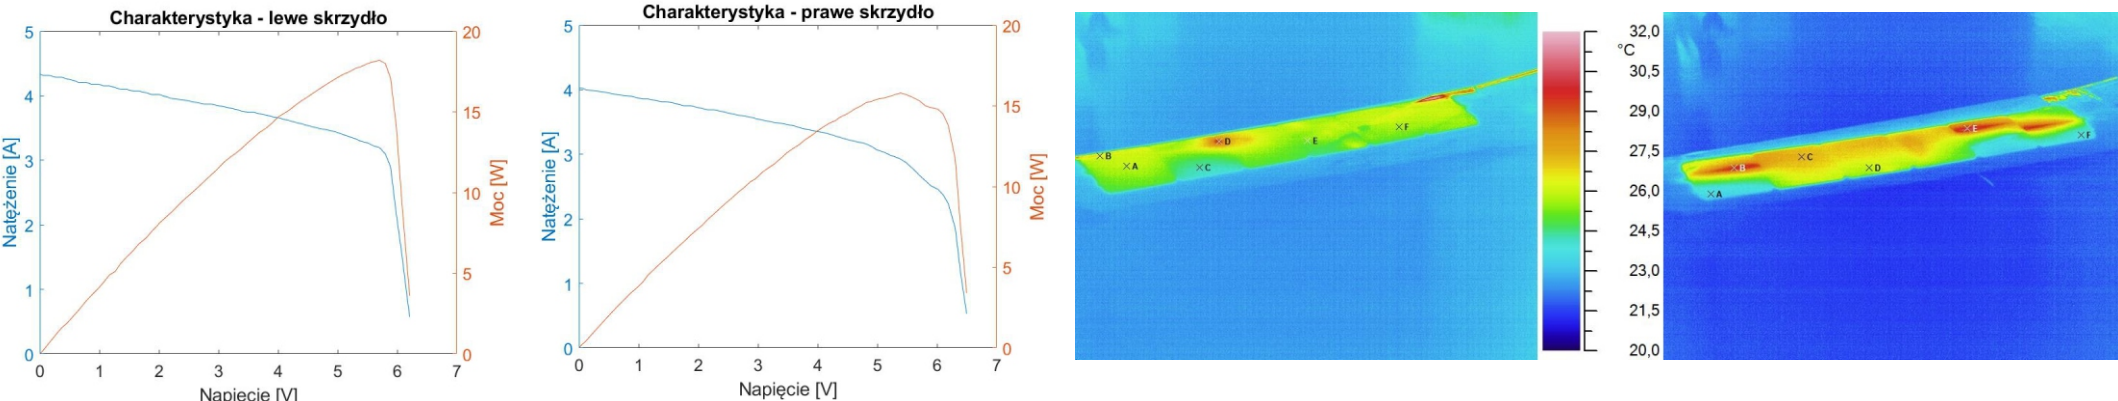 Charakterystyka - lewe skrzydło
5
4
3
2
1
0
Natężenie [A]
20
15
10
5
0
Moc [W]
0 1 2 3 4 5 6 7
Napięcie [V]
Charakterystyka - prawe skrzydło
5
4
3
2
1
0
Natężenie [A]
20
15
10
5
0
Moc [W]
0 1 2 3 4 5 6 7
Napięcie [V]
B
A
D
C
E
F
°C
32,0
30,5
29,0
27,5
26,0
24,5
23,0
21,5
20,0
A
B
C
D
E
F